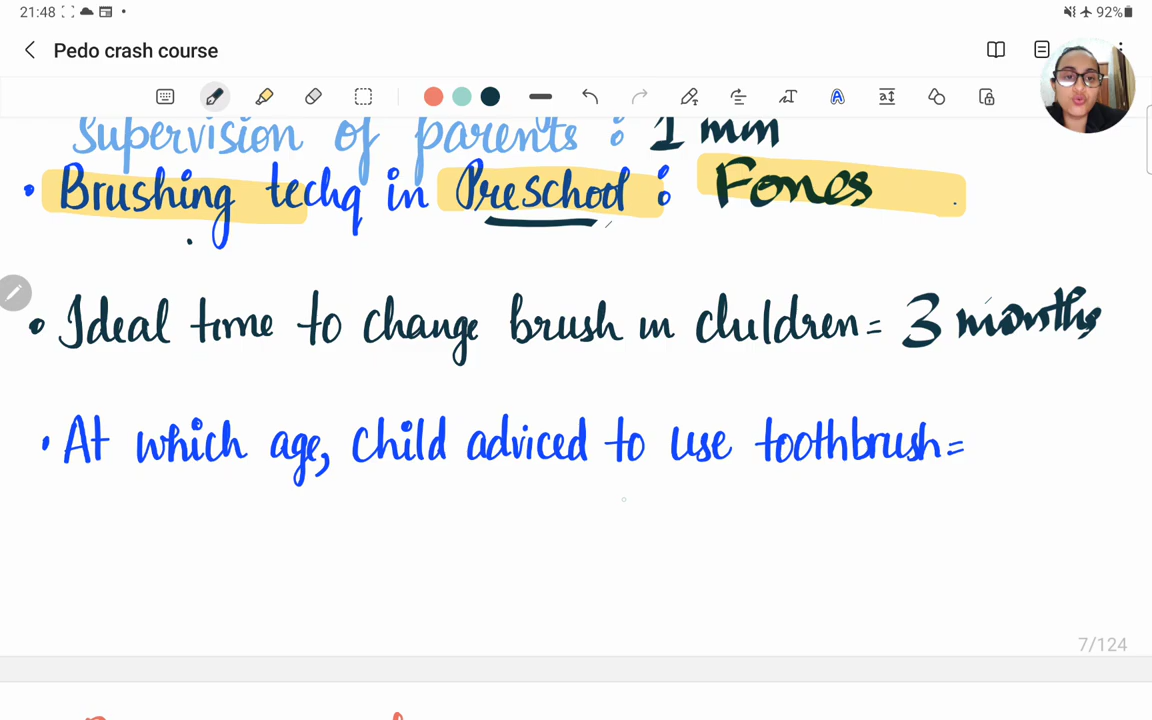 21:48 92%
Pedo crash course
Supervision of parents : 1 mm
• Brushing techq in Preschool : Fones
• Ideal time to change brush in children = 3 months
• At which age, child adviced to use toothbrush =
7/124